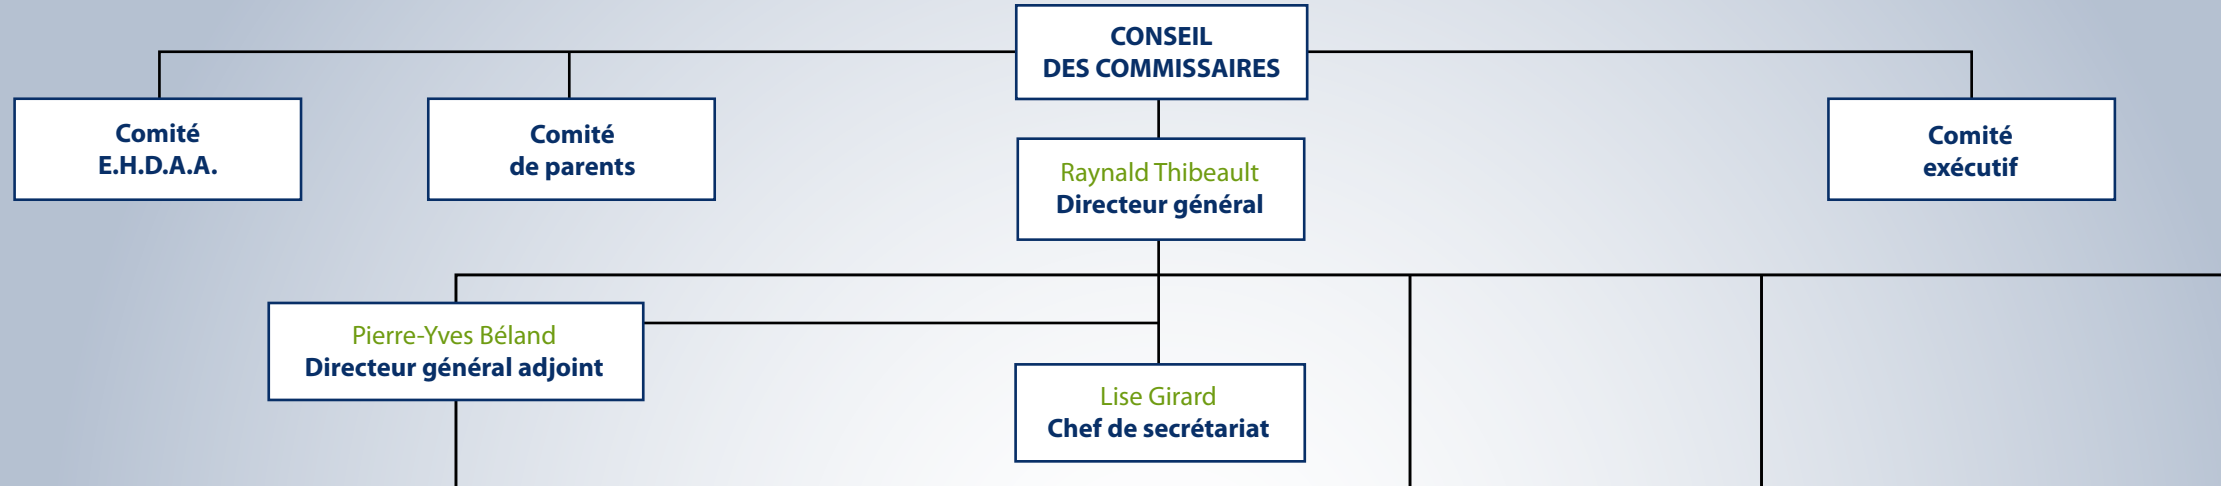 CONSEIL
DES COMMISSAIRES
Comité
E.H.D.A.A.
Comité
de parents
Comité
exécutif
Raynald Thibeault
Directeur général
Pierre-Yves Béland
Directeur général adjoint
Lise Girard
Chef de secrétariat